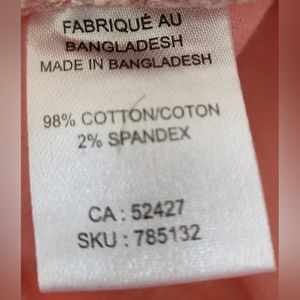 FABRIQUÉ AU
BANGLADESH
MADE IN BANGLADESH
98% COTTON/COTON
2% SPANDEX
CA : 52427
SKU : 785132